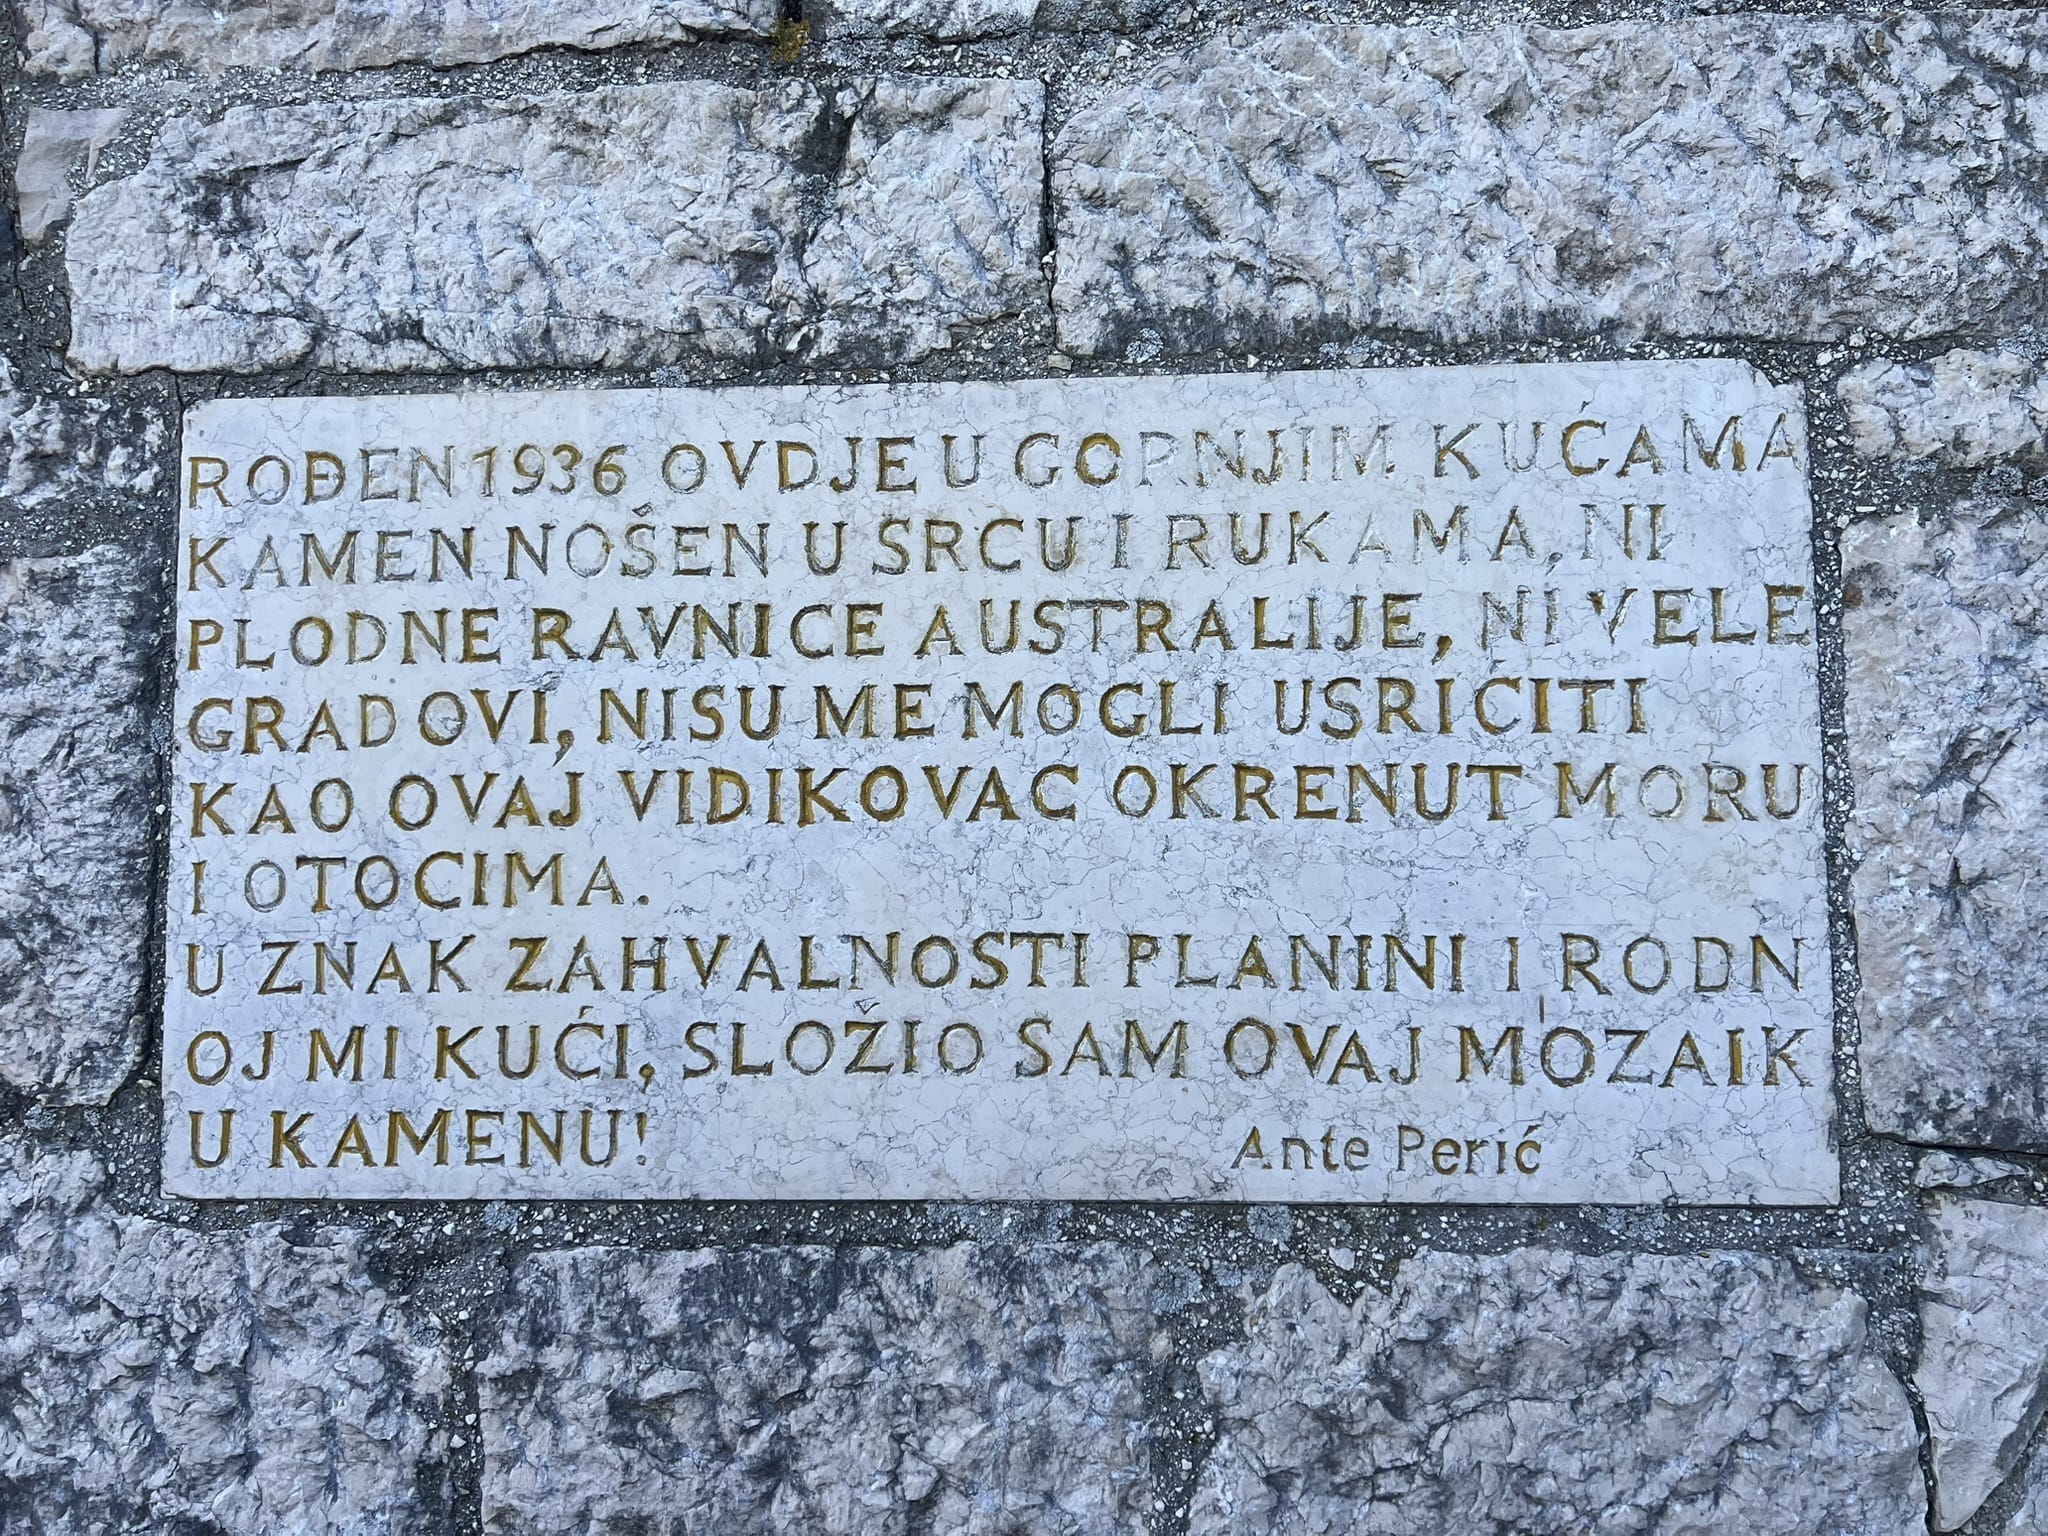 ROĐEN 1936 OVDJE U GORNJIM KUĆAMA
KAMEN NOŠEN U SRCU I RUKAMA, NI
PLODNE RAVNICE AUSTRALIJE, NI VELE
GRADOVI, NISU ME MOGLI USRIĆITI
KAO OVAJ VIDIKOVAC OKRENUT MORU
I OTOCIMA.
U ZNAK ZAHVALNOSTI PLANINI I RODN
OJ MI KUĆI, SLOŽIO SAM OVAJ MOZAIK
U KAMENU!
Ante Perić